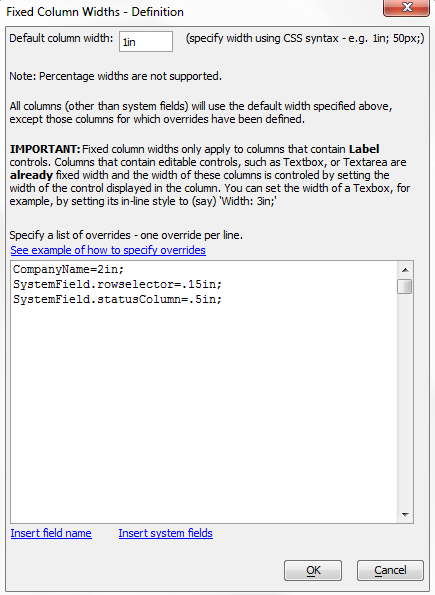 Fixed Column Widths - Definition
Default column width: 1in (specify width using CSS syntax - e.g. 1in; 50px;)
Note: Percentage widths are not supported.
All columns (other than system fields) will use the default width specified above,
except those columns for which overrides have been defined.
IMPORTANT: Fixed column widths only apply to columns that contain Label
controls. Columns that contain editable controls, such as Textbox, or Textarea are
already fixed width and the width of these columns is controled by setting the
width of the control displayed in the column. You can set the width of a Texbox, for
example, by setting its in-line style to (say) 'Width: 3in;'
Specify a list of overrides - one override per line.
See example of how to specify overrides
CompanyName=2in;
SystemField.rowselector=.15in;
SystemField.statusColumn=.5in;
Insert field name Insert system fields
OK Cancel